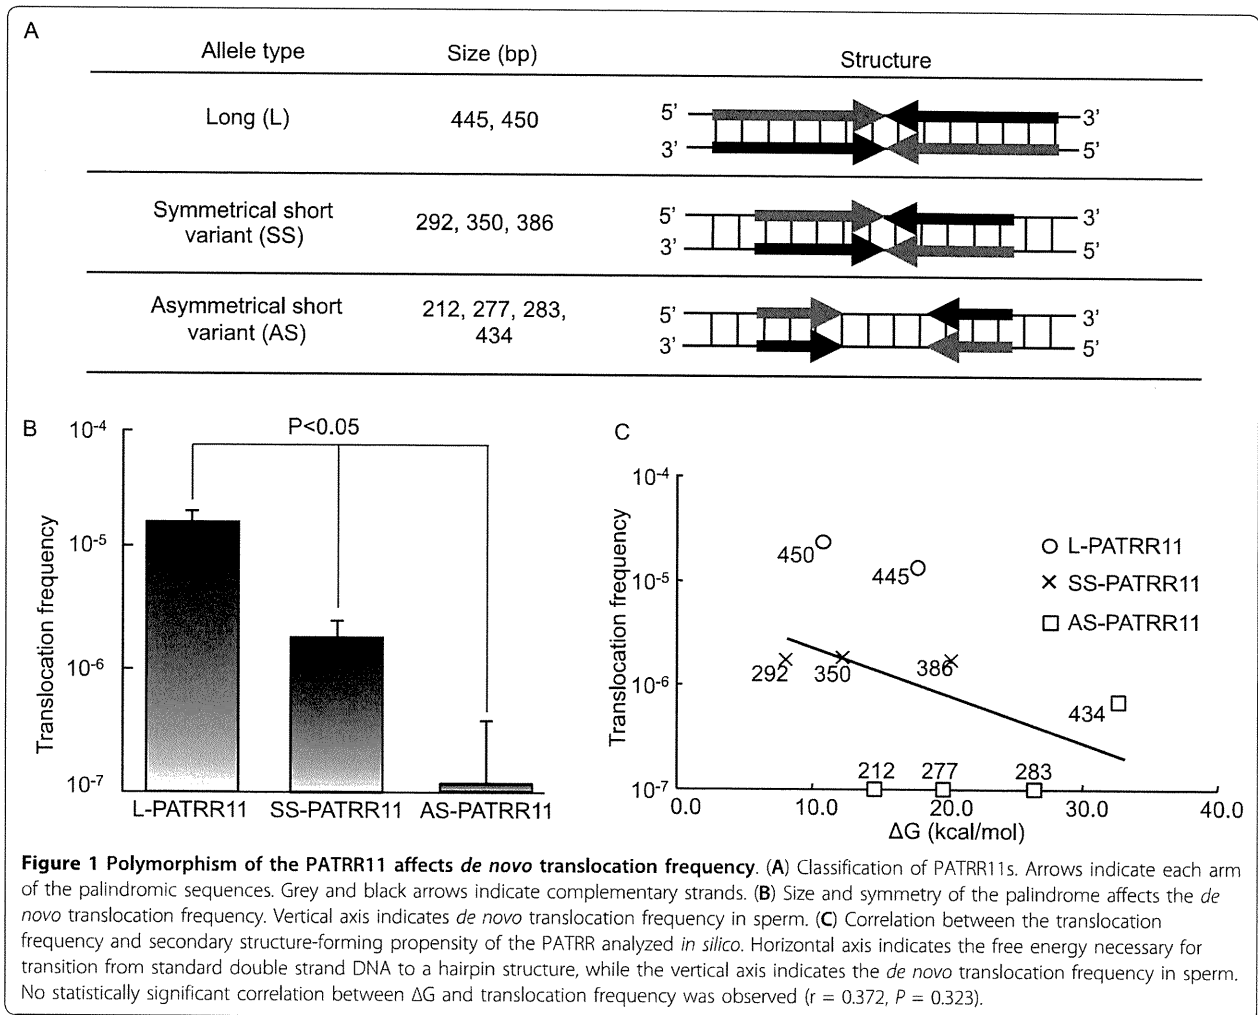 A
Allele type Size (bp) Structure
Long (L) 445, 450 5' 3'
3' 5'
Symmetrical short
variant (SS) 292, 350, 386 5' 3'
3' 5'
Asymmetrical short
variant (AS) 212, 277, 283,
434 5' 3'
3' 5'
B
P<0.05
Translocation frequency
10-4
10-5
10-6
10-7
L-PATRR11 SS-PATRR11 AS-PATRR11
C
Translocation frequency
10-4
10-5
10-6
10-7
450
445
292
350
386
434
212
277
283
O L-PATRR11
× SS-PATRR11
□ AS-PATRR11
0.0 10.0 20.0 30.0 40.0
ΔG (kcal/mol)
Figure 1 Polymorphism of the PATRR11 affects de novo translocation frequency. (A) Classification of PATRR11s. Arrows indicate each arm
of the palindromic sequences. Grey and black arrows indicate complementary strands. (B) Size and symmetry of the palindrome affects the de
novo translocation frequency. Vertical axis indicates de novo translocation frequency in sperm. (C) Correlation between the translocation
frequency and secondary structure-forming propensity of the PATRR analyzed in silico. Horizontal axis indicates the free energy necessary for
transition from standard double strand DNA to a hairpin structure, while the vertical axis indicates the de novo translocation frequency in sperm.
No statistically significant correlation between ΔG and translocation frequency was observed (r = 0.372, P = 0.323).